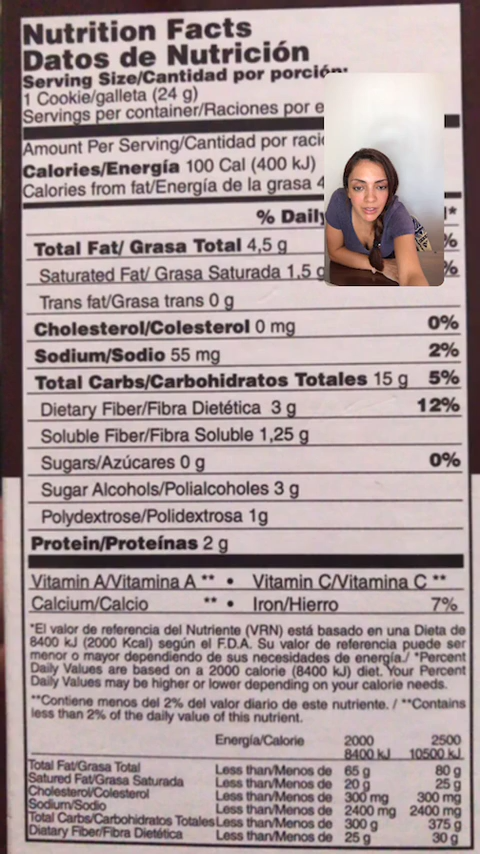 Nutrition Facts
Datos de Nutrición
Serving Size/Cantidad por porción:
1 Cookie/galleta (24 g)
Servings per container/Raciones por
Amount Per Serving/Cantidad por
Calories/Energía 100 Cal (400 kJ)
Calories from fat/Energía de la grasa
% Daily *
Total Fat/ Grasa Total 4,5 g %
Saturated Fat/ Grasa Saturada 1,5 g %
Trans fat/Grasa trans 0 g
Cholesterol/Colesterol 0 mg 0%
Sodium/Sodio 55 mg 2%
Total Carbs/Carbohidratos Totales 15 g 5%
Dietary Fiber/Fibra Dietética 3 g 12%
Soluble Fiber/Fibra Soluble 1,25 g
Sugars/Azúcares 0 g 0%
Sugar Alcohols/Polialcoholes 3 g
Polydextrose/Polidextrosa 1g
Protein/Proteínas 2 g
Vitamin A/Vitamina A ** • Vitamin C/Vitamina C **
Calcium/Calcio ** • Iron/Hierro 7%
*El valor de referencia del Nutriente (VRN) está basado en una Dieta de
8400 kJ (2000 Kcal) según el F.D.A. Su valor de referencia puede ser
menor o mayor dependiendo de sus necesidades de energía./ *Percent
Daily Values are based on a 2000 calorie (8400 kJ) diet. Your Percent
Daily Values may be higher or lower depending on your calorie needs.
**Contiene menos del 2% del valor diario de este nutriente. / **Contains
less than 2% of the daily value of this nutrient.
Energía/Calorie 2000 2500
8400 kJ 10500 kJ
Total Fat/Grasa Total Less than/Menos de 65 g 80 g
Satured Fat/Grasa Saturada Less than/Menos de 20 g 25 g
Cholesterol/Colesterol Less than/Menos de 300 mg 300 mg
Sodium/Sodio Less than/Menos de 2400 mg 2400 mg
Total Carbs/Carbohidratos Totales Less than/Menos de 300 g 375 g
Diatary Fiber/Fibra Dietética Less than/Menos de 25 g 30 g